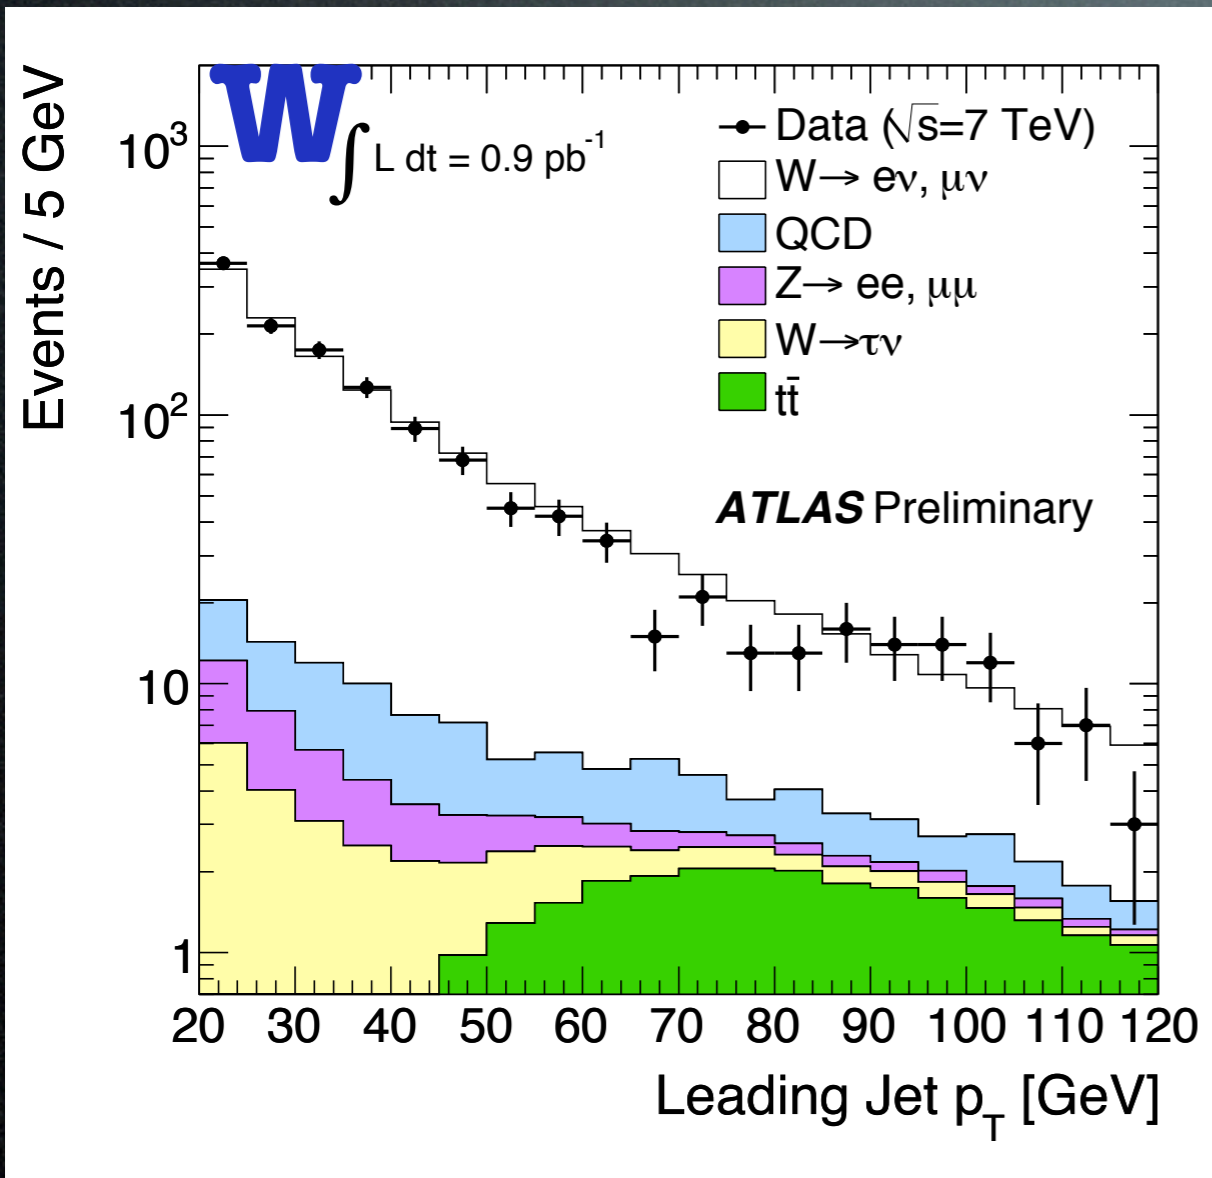 W
∫ L dt = 0.9 pb⁻¹
Data (√s=7 TeV)
W→ eν, μν
QCD
Z→ ee, μμ
W→τν
tt̄
ATLAS Preliminary
Events / 5 GeV
10³
10²
10
1
20 30 40 50 60 70 80 90 100 110 120
Leading Jet p_T [GeV]